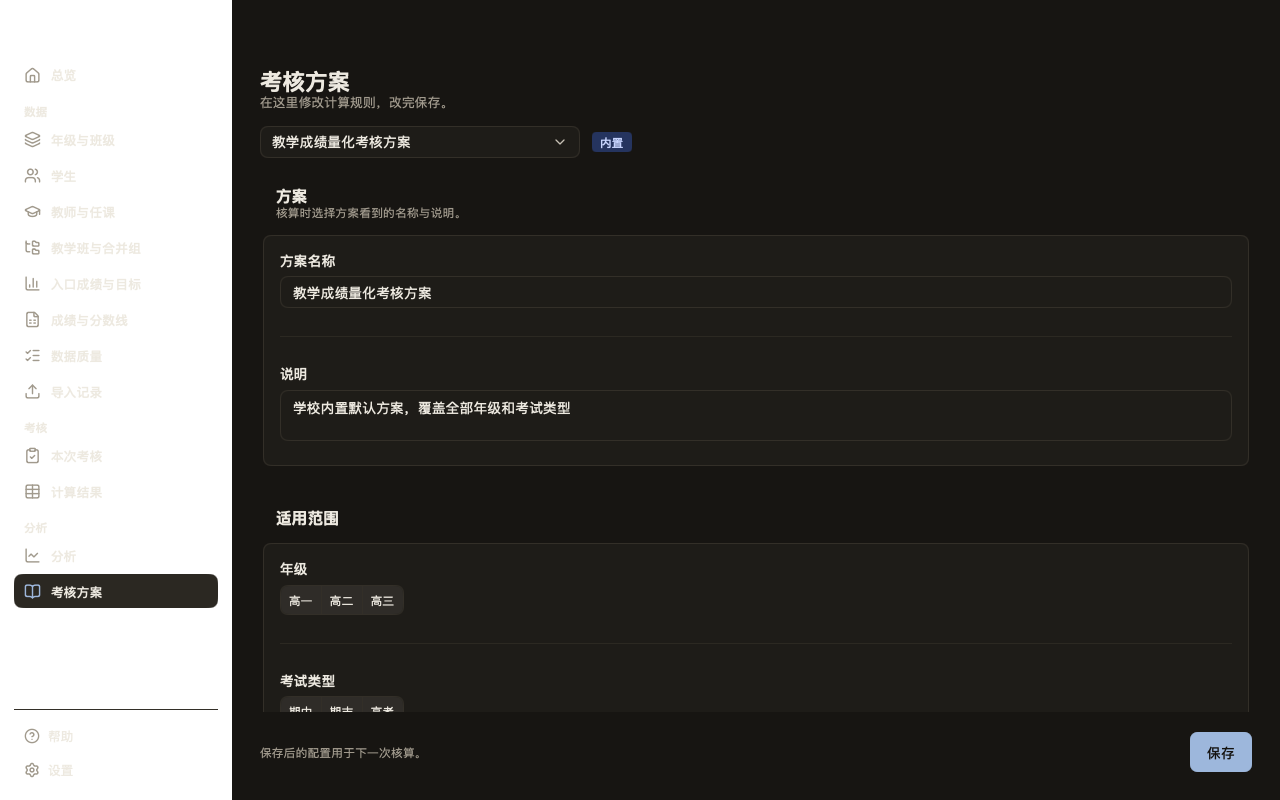 总览
数据
年级与班级
学生
教师与任课
教学班与合并组
入口成绩与目标
成绩与分数线
数据质量
导入记录
考核
本次考核
计算结果
分析
分析
考核方案
帮助
设置
考核方案
在这里修改计算规则，改完保存。
教学成绩量化考核方案
内置
方案
核算时选择方案看到的名称与说明。
方案名称
教学成绩量化考核方案
说明
学校内置默认方案，覆盖全部年级和考试类型
适用范围
年级
高一 高二 高三
考试类型
期中 期末 高考
保存后的配置用于下一次核算。
保存